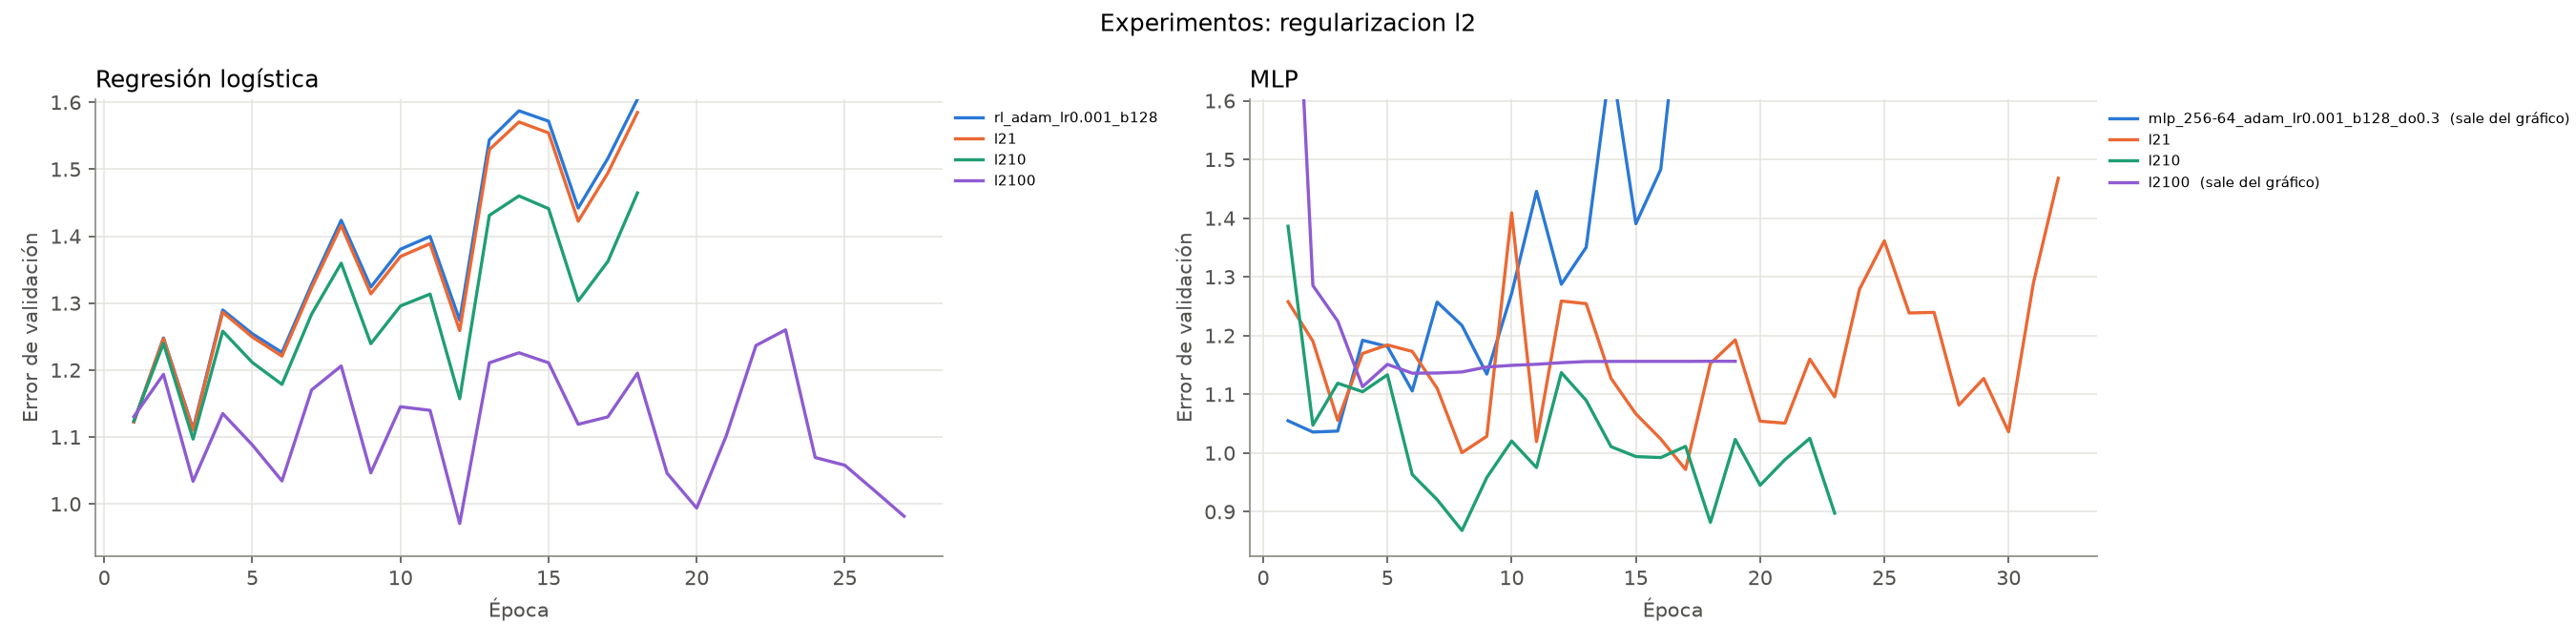 Experimentos: regularizacion l2
Regresión logística
Error de validación
1.6
1.5
1.4
1.3
1.2
1.1
1.0
0 5 10 15 20 25
Época
rl_adam_lr0.001_b128
l21
l210
l2100
MLP
Error de validación
1.6
1.5
1.4
1.3
1.2
1.1
1.0
0.9
0 5 10 15 20 25 30
Época
mlp_256-64_adam_lr0.001_b128_do0.3 (sale del gráfico)
l21
l210
l2100 (sale del gráfico)